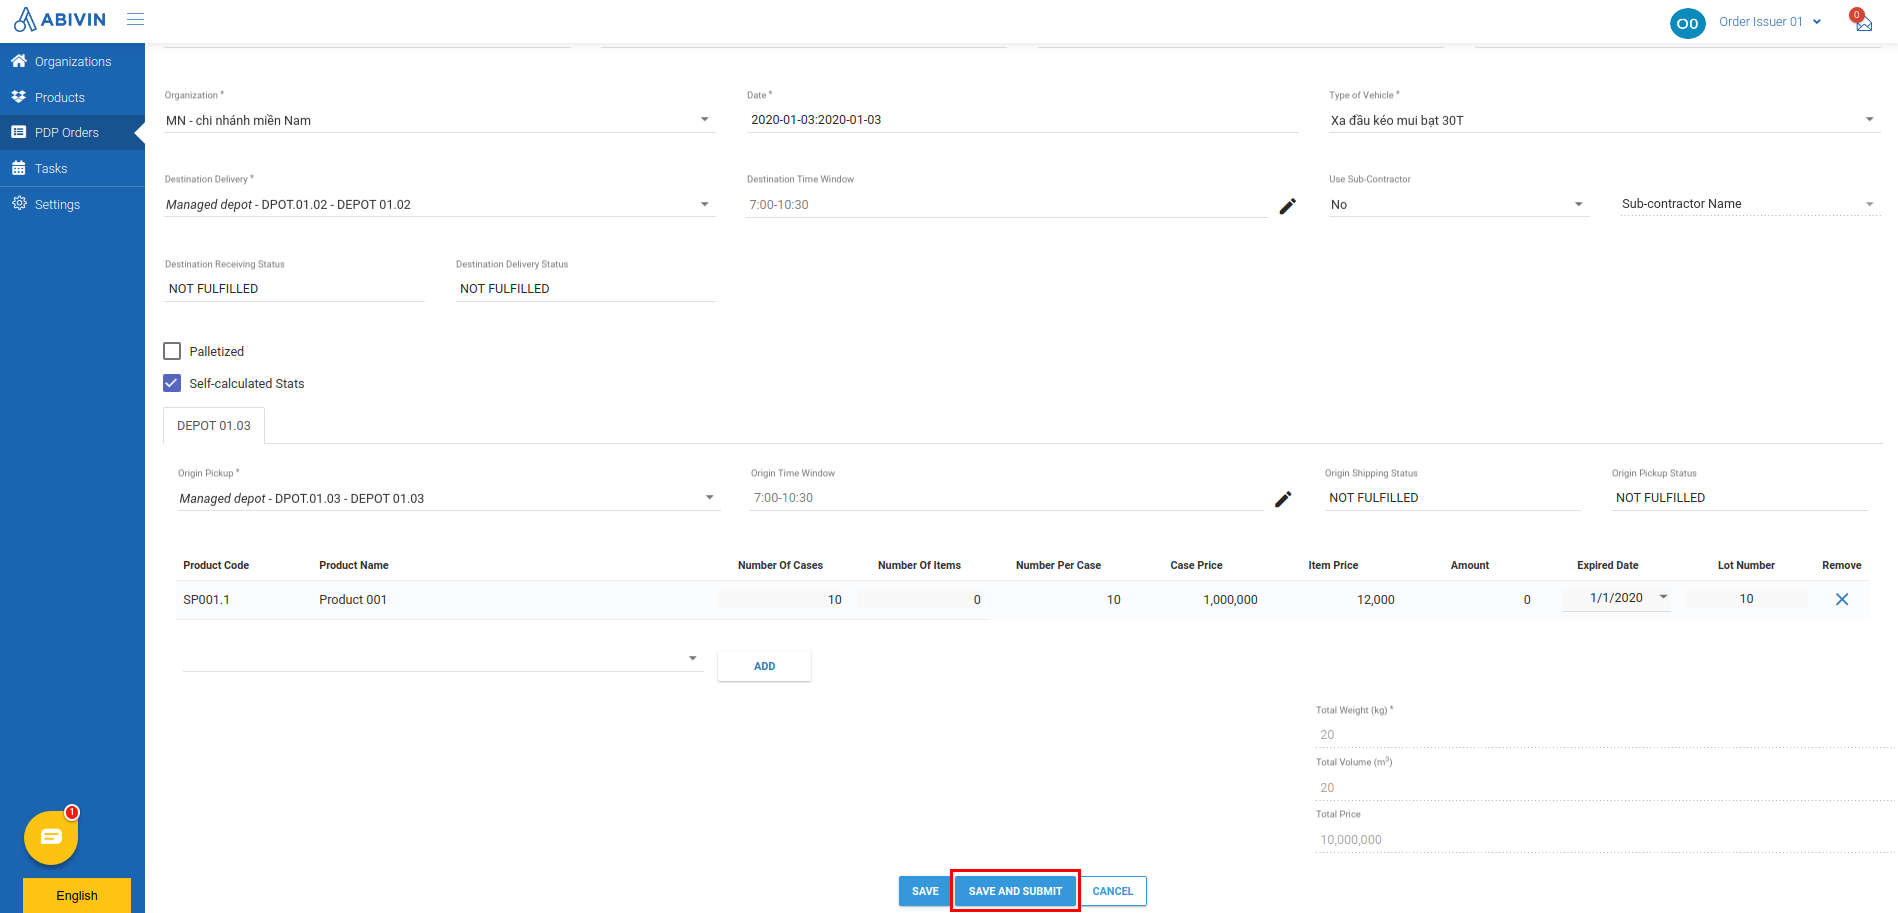 ABIVIN
O0
Order Issuer 01
0
Organizations
Products
PDP Orders
Tasks
Settings
Organization *
Date *
Type of Vehicle *
MN - chi nhánh miền Nam
2020-01-03:2020-01-03
Xa đầu kéo mui bạt 30T
Destination Delivery *
Destination Time Window
Use Sub-Contractor
Managed depot - DPOT.01.02 - DEPOT 01.02
7:00-10:30
No
Sub-contractor Name
Destination Receiving Status
Destination Delivery Status
NOT FULFILLED
NOT FULFILLED
Palletized
Self-calculated Stats
DEPOT 01.03
Origin Pickup *
Origin Time Window
Origin Shipping Status
Origin Pickup Status
Managed depot - DPOT.01.03 - DEPOT 01.03
7:00-10:30
NOT FULFILLED
NOT FULFILLED
Product Code Product Name Number Of Cases Number Of Items Number Per Case Case Price Item Price Amount Expired Date Lot Number Remove
SP001.1 Product 001 10 0 10 1,000,000 12,000 0 1/1/2020 10
ADD
Total Weight (kg) *
20
Total Volume (m³)
20
Total Price
10,000,000
1
English
SAVE
SAVE AND SUBMIT
CANCEL